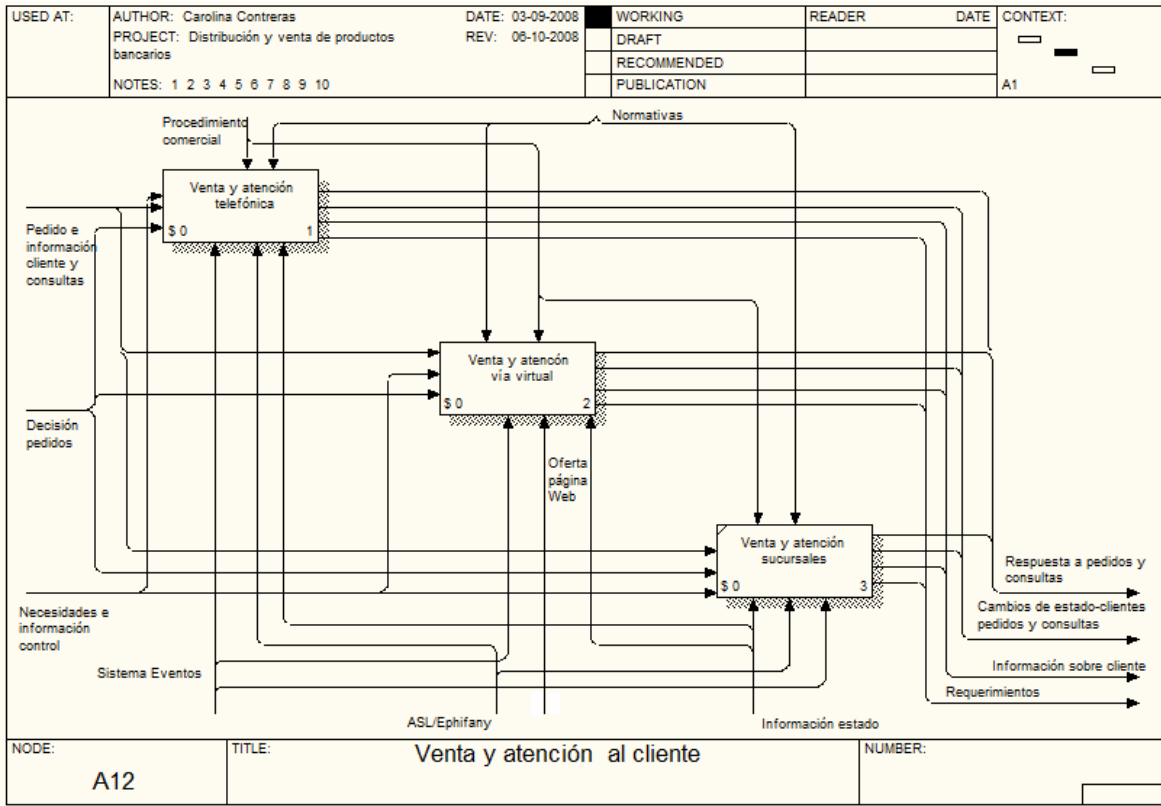 USED AT:
AUTHOR: Carolina Contreras
DATE: 03-09-2008
PROJECT: Distribución y venta de productos
bancarios
REV: 06-10-2008
NOTES: 1 2 3 4 5 6 7 8 9 10
WORKING
DRAFT
RECOMMENDED
PUBLICATION
READER
DATE
CONTEXT:
A1
Procedimiento
comercial
Normativas
Venta y atención
telefónica
$ 0
1
Pedido e
información
cliente y
consultas
Venta y atencón
vía virtual
$ 0
2
Decisión
pedidos
Oferta
página
Web
Venta y atención
sucursales
$ 0
3
Necesidades e
información
control
Respuesta a pedidos y
consultas
Cambios de estado-clientes
pedidos y consultas
Información sobre cliente
Requerimientos
Sistema Eventos
ASL/Ephifany
Información estado
NODE:
A12
TITLE:
Venta y atención al cliente
NUMBER: